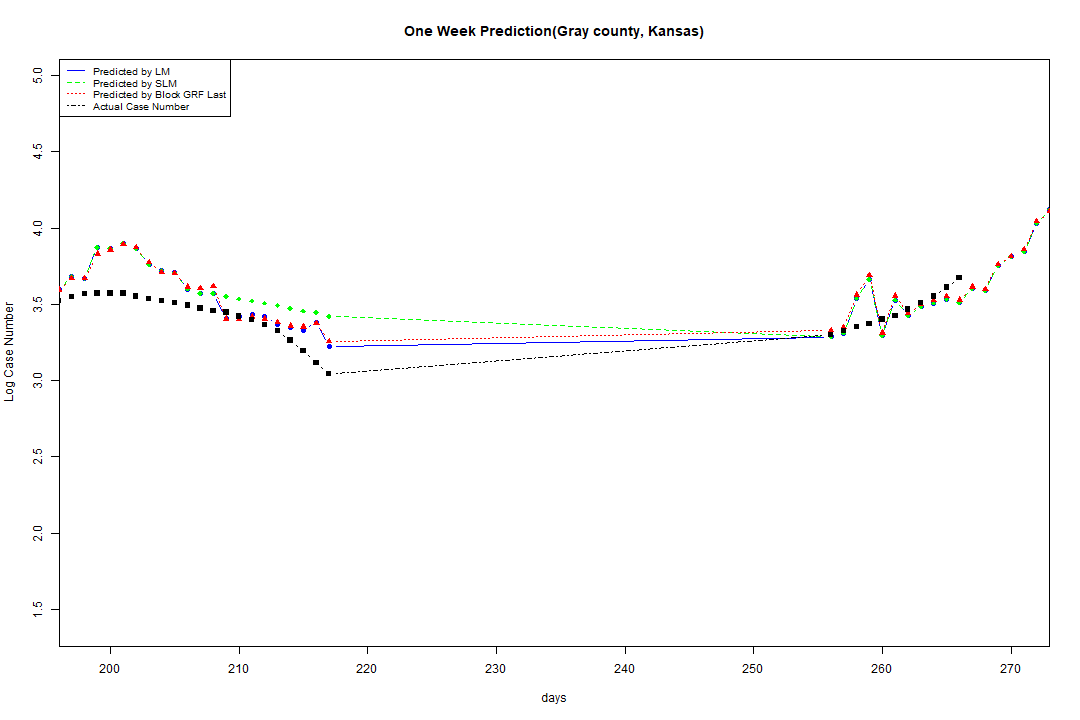 One Week Prediction(Gray county, Kansas)
Predicted by LM
Predicted by SLM
Predicted by Block GRF Last
Actual Case Number
5.0
4.5
4.0
3.5
3.0
2.5
2.0
1.5
Log Case Number
200 210 220 230 240 250 260 270
days